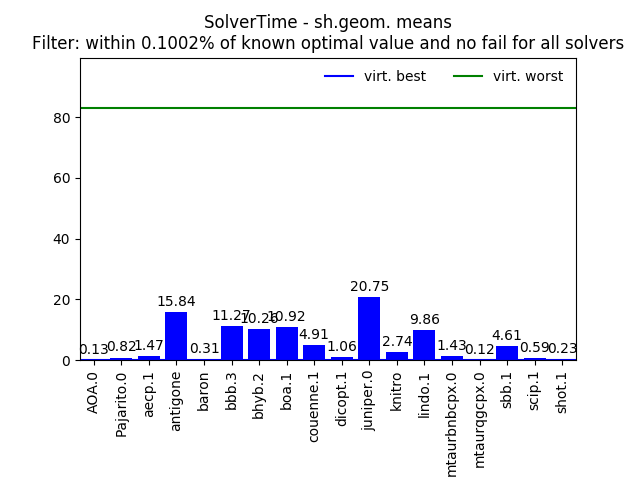 SolverTime - sh.geom. means
Filter: within 0.1002% of known optimal value and no fail for all solvers
virt. best
virt. worst
80
60
40
20
0
0.13
0.82
1.47
15.84
0.31
11.27
10.26
10.92
4.91
1.06
20.75
2.74
9.86
1.43
0.12
4.61
0.59
0.23
AOA.0
Pajarito.0
aecp.1
antigone
baron
bbb.3
bhyb.2
boa.1
couenne.1
dicopt.1
juniper.0
knitro
lindo.1
mtaurbnbcpx.0
mtaurqgcpx.0
sbb.1
scip.1
shot.1